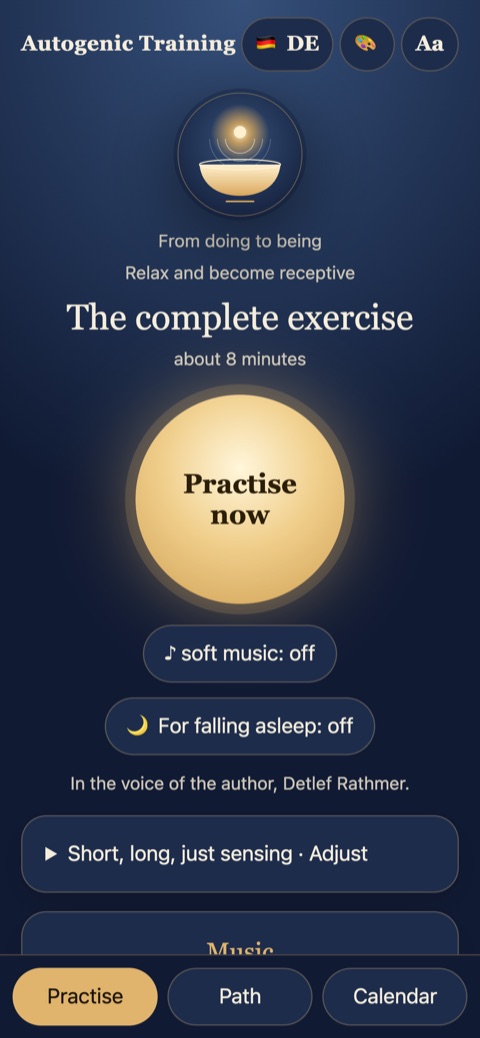 Autogenic Training
🇩🇪 DE
🎨
Aa
From doing to being
Relax and become receptive
The complete exercise
about 8 minutes
Practise
now
♪ soft music: off
🌙 For falling asleep: off
In the voice of the author, Detlef Rathmer.
▶ Short, long, just sensing · Adjust
Music
Practise
Path
Calendar